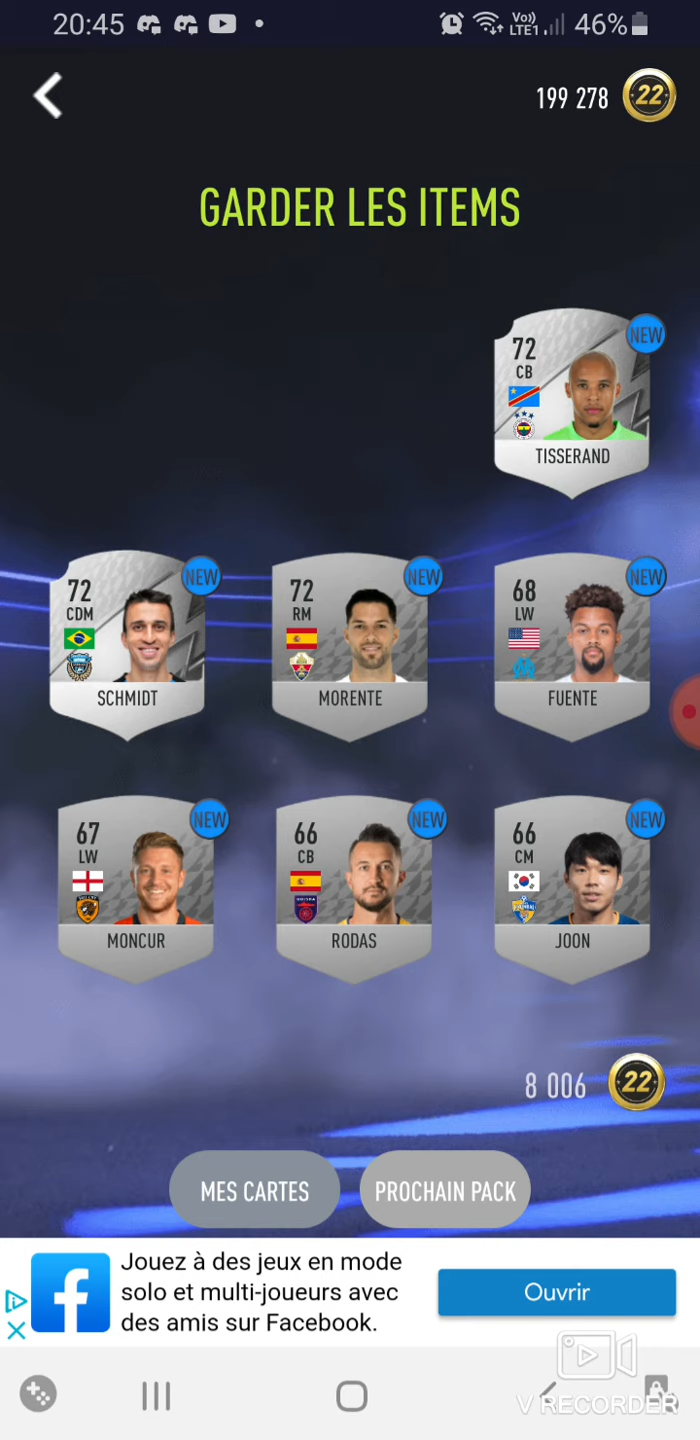 20:45 Vo)) LTE1 46%
199 278 22
GARDER LES ITEMS
NEW
72
CB
TISSERAND
NEW NEW NEW
72 72 68
CDM RM LW
SCHMIDT MORENTE FUENTE
NEW NEW NEW
67 66 66
LW CB CM
MONCUR RODAS JOON
8 006 22
MES CARTES PROCHAIN PACK
Jouez à des jeux en mode
solo et multi-joueurs avec
des amis sur Facebook.
Ouvrir
V RECORDER